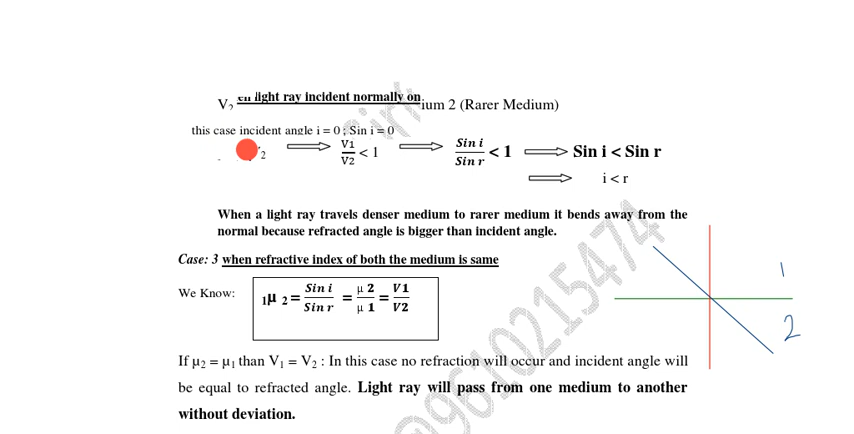 V₂ en light ray incident normally on ium 2 (Rarer Medium)
this case incident angle i = 0 ; Sin i = 0
2 ⟹ V1/V2 < 1 ⟹ Sin i/Sin r < 1 ⟹ Sin i < Sin r
⟹ i < r
When a light ray travels denser medium to rarer medium it bends away from the
normal because refracted angle is bigger than incident angle.
Case: 3 when refractive index of both the medium is same
We Know: ₁μ ₂ = Sin i/Sin r = μ 2/μ 1 = V1/V2
1
2
If μ₂ = μ₁ than V₁ = V₂ : In this case no refraction will occur and incident angle will
be equal to refracted angle. Light ray will pass from one medium to another
without deviation.
@9610215474